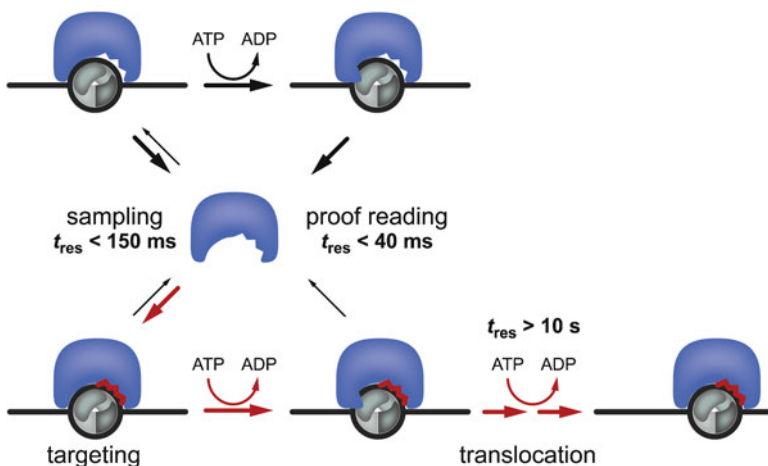 ATP ADP
sampling
t_res < 150 ms
proof reading
t_res < 40 ms
t_res > 10 s
ATP ADP
ATP ADP
targeting
translocation